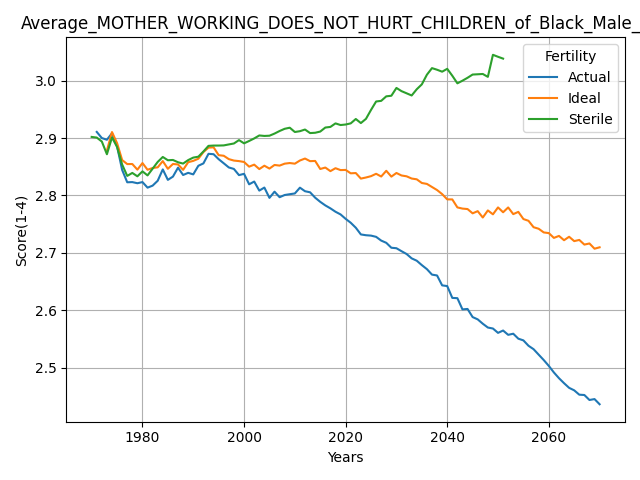 Average_MOTHER_WORKING_DOES_NOT_HURT_CHILDREN_of_Black_Male_
Fertility
Actual
Ideal
Sterile
Score(1-4)
3.0
2.9
2.8
2.7
2.6
2.5
1980 2000 2020 2040 2060
Years